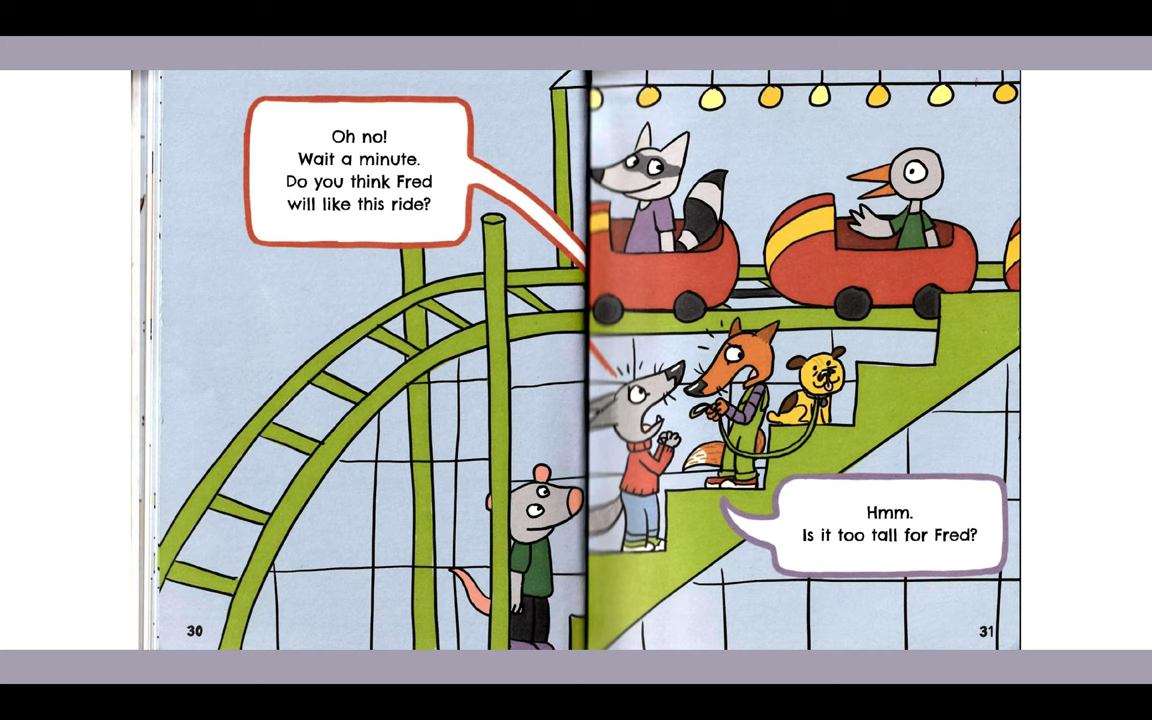 Oh no!
Wait a minute.
Do you think Fred
will like this ride?
Hmm.
Is it too tall for Fred?
30
31